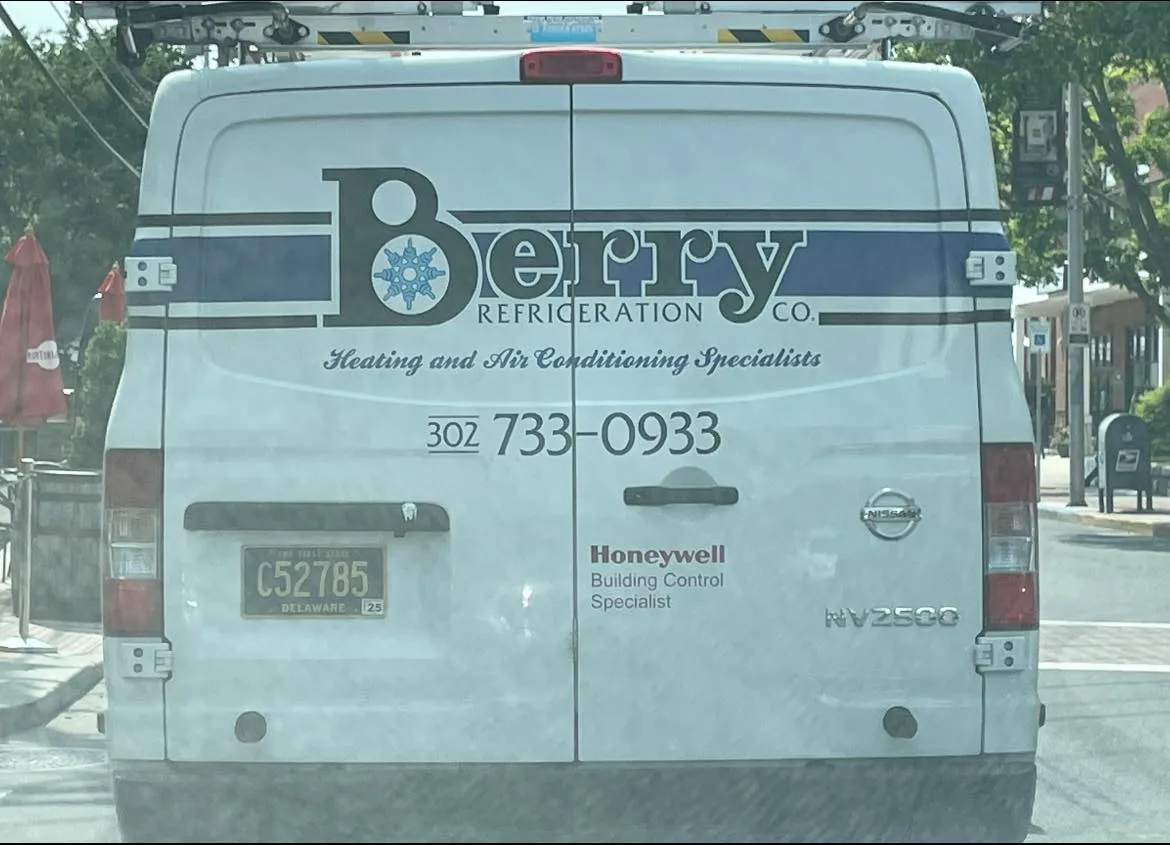 Berry
REFRIGERATION CO.
Heating and Air Conditioning Specialists
302 733-0933
NISSAN
Honeywell
Building Control
Specialist
C52785
DELAWARE 25
NV2500